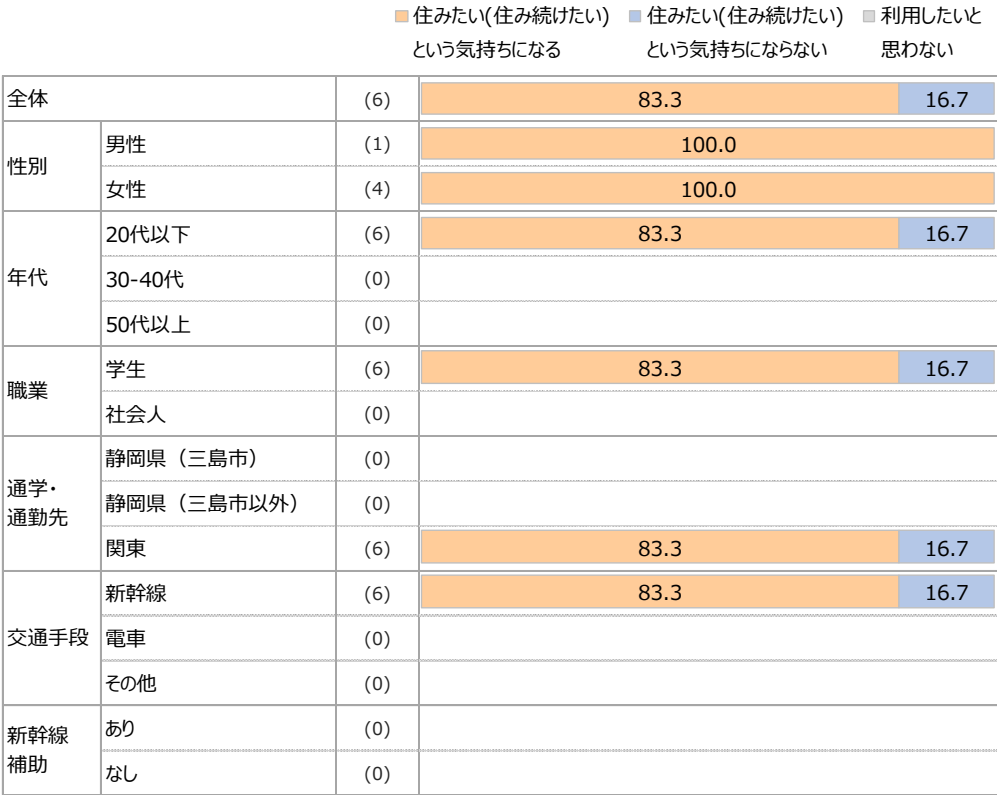 ■ 住みたい(住み続けたい) ■ 住みたい(住み続けたい) ■ 利用したいと
という気持ちになる という気持ちにならない 思わない
全体 (6) 83.3 16.7
性別 男性 (1) 100.0
女性 (4) 100.0
年代 20代以下 (6) 83.3 16.7
30-40代 (0)
50代以上 (0)
職業 学生 (6) 83.3 16.7
社会人 (0)
通学・
通勤先
静岡県（三島市） (0)
静岡県（三島市以外） (0)
関東 (6) 83.3 16.7
交通手段 新幹線 (6) 83.3 16.7
電車 (0)
その他 (0)
新幹線
補助
あり (0)
なし (0)